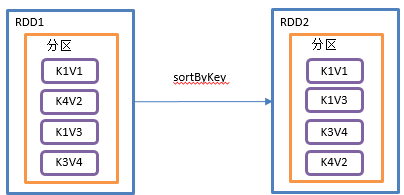 RDD1
分区
K1V1
K4V2
K1V3
K3V4
sortByKey
RDD2
分区
K1V1
K1V3
K3V4
K4V2